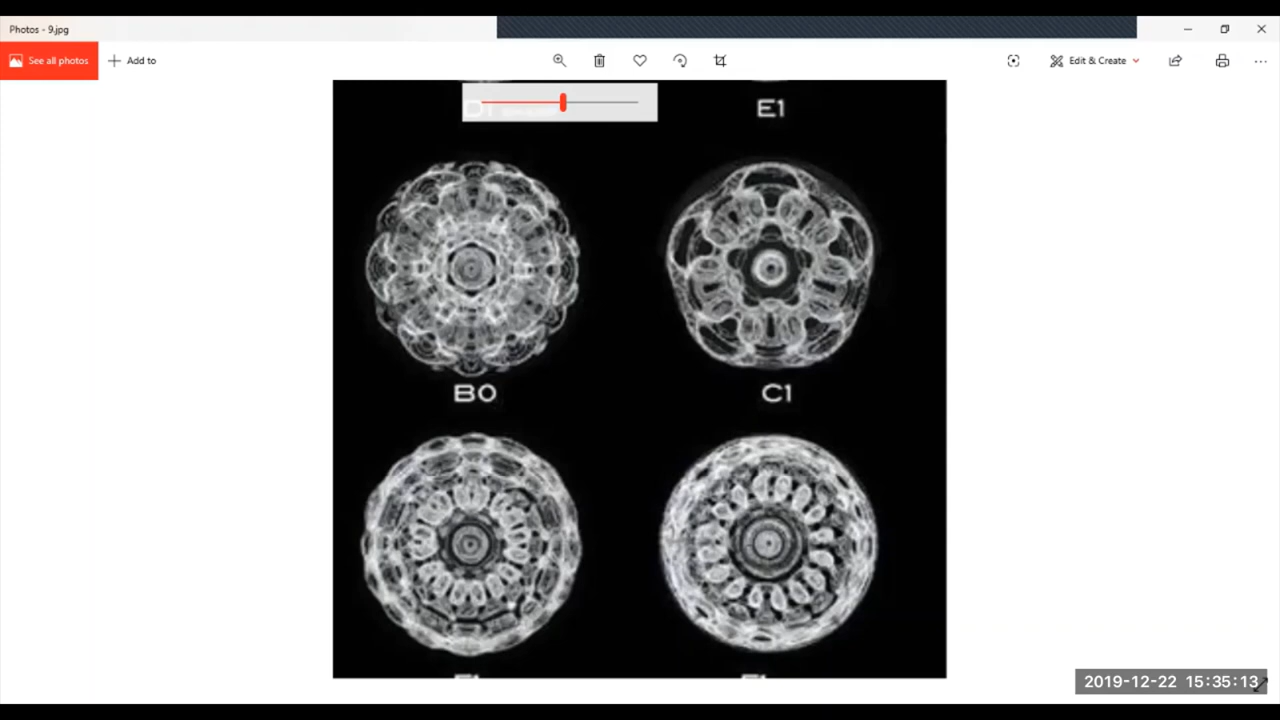 Photos - 9.jpg
See all photos
Add to
Edit & Create
E1
B0
C1
2019-12-22 15:35:13